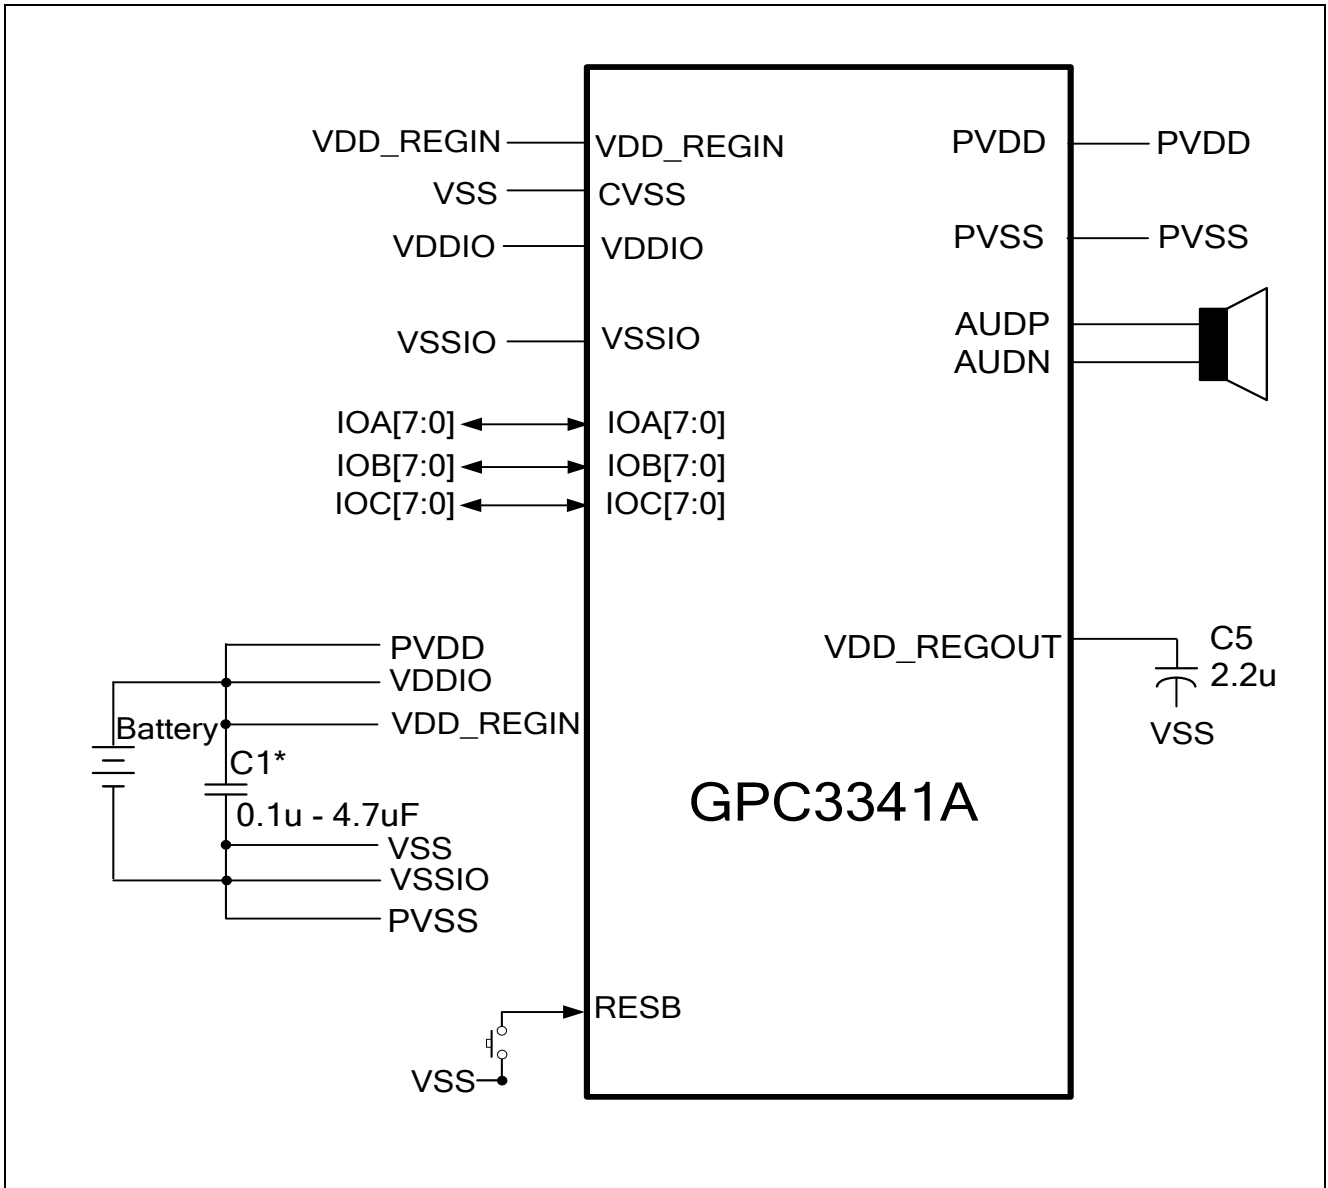 VDD_REGIN VDD_REGIN PVDD PVDD
VSS CVSS
VDDIO VDDIO PVSS PVSS
VSSIO VSSIO AUDP
AUDN
IOA[7:0] IOA[7:0]
IOB[7:0] IOB[7:0]
IOC[7:0] IOC[7:0]
PVDD VDD_REGOUT C5
VDDIO 2.2u
Battery VDD_REGIN VSS
C1*
0.1u - 4.7uF GPC3341A
VSS
VSSIO
PVSS
RESB
VSS